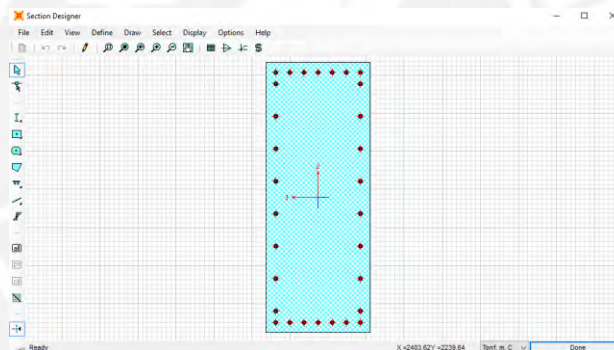 Section Designer
File Edit View Define Draw Select Display Options Help
2
3
all
Ready
X =2403.62Y =2239.64
Tonf, m, C
Done